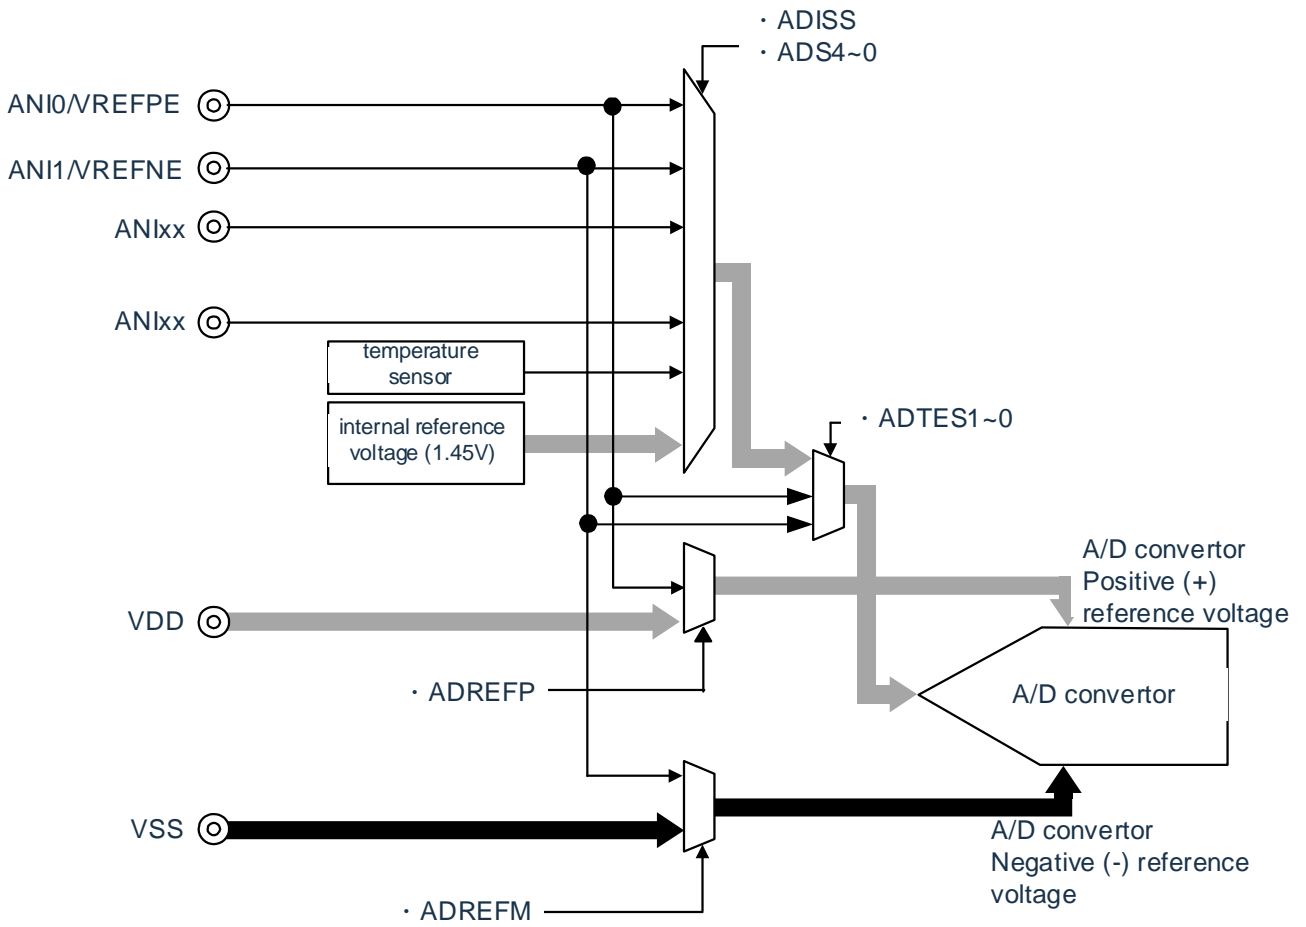 · ADISS
· ADS4~0
ANI0/VREFPE
ANI1/VREFNE
ANIxx
ANIxx
temperature
sensor
internal reference
voltage (1.45V)
· ADTES1~0
A/D convertor
Positive (+)
reference voltage
VDD
· ADREFP
A/D convertor
VSS
A/D convertor
Negative (-) reference
voltage
· ADREFM